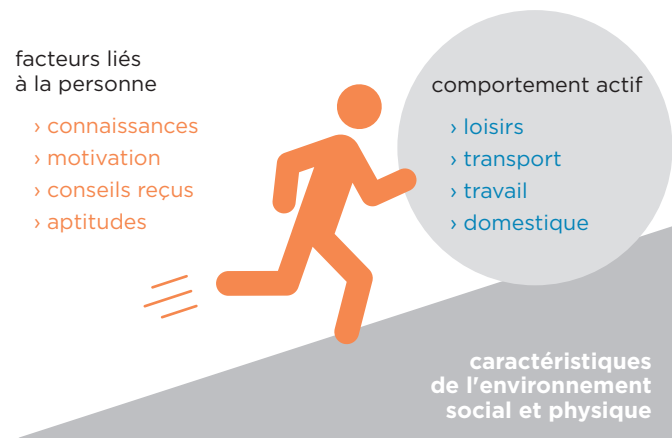 facteurs liés
à la personne
› connaissances
› motivation
› conseils reçus
› aptitudes
comportement actif
› loisirs
› transport
› travail
› domestique
caractéristiques
de l'environnement
social et physique